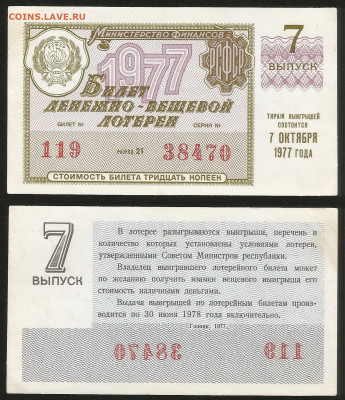 COINS.LAVE.RU
МИНИСТЕРСТВО ФИНАНСОВ
РСФСР
1977
БИЛЕТ
ДЕНЕЖНО-ВЕЩЕВОЙ
ЛОТЕРЕИ
БИЛЕТ №
СЕРИЯ №
119
РАЗРЯД 21
38470
СТОИМОСТЬ БИЛЕТА ТРИДЦАТЬ КОПЕЕК
7
ВЫПУСК
ТИРАЖ ВЫИГРЫШЕЙ
СОСТОИТСЯ
7 ОКТЯБРЯ
1977 ГОДА
7
ВЫПУСК
В лотерее разыгрываются выигрыши, перечень и
количество которых установлены условиями лотереи,
утвержденными Советом Министров республики.
Владелец выигравшего лотерейного билета может
по желанию получить взамен вещевого выигрыша его
стоимость наличными деньгами.
Выдача выигрышей по лотерейным билетам произ-
водится по 30 июня 1978 года включительно.
Гознак. 1977.
38470
119